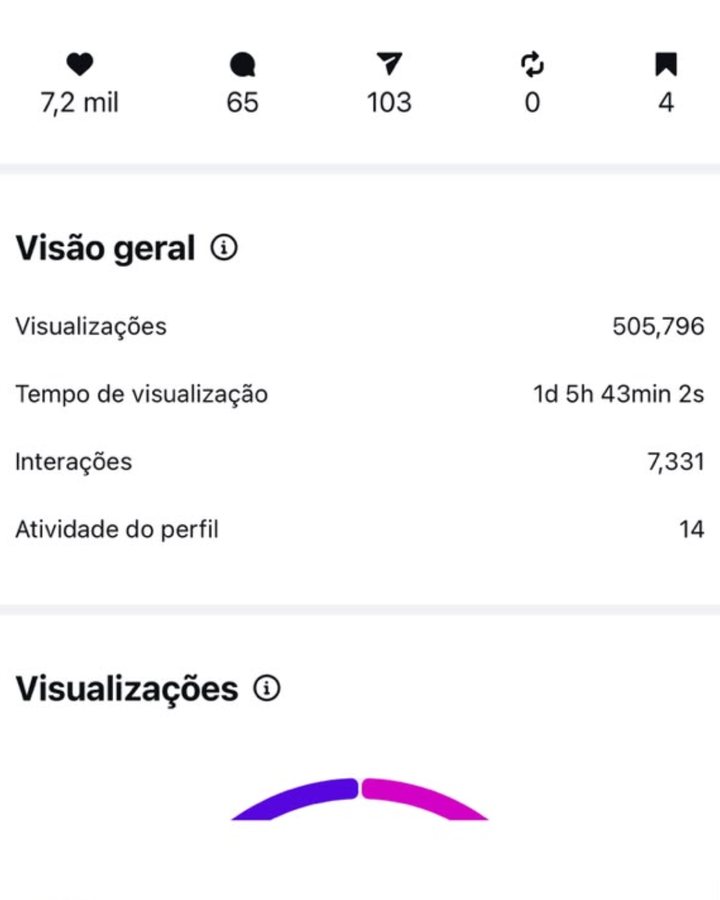 7,2 mil 65 103 0 4
Visão geral
Visualizações 505,796
Tempo de visualização 1d 5h 43min 2s
Interações 7,331
Atividade do perfil 14
Visualizações